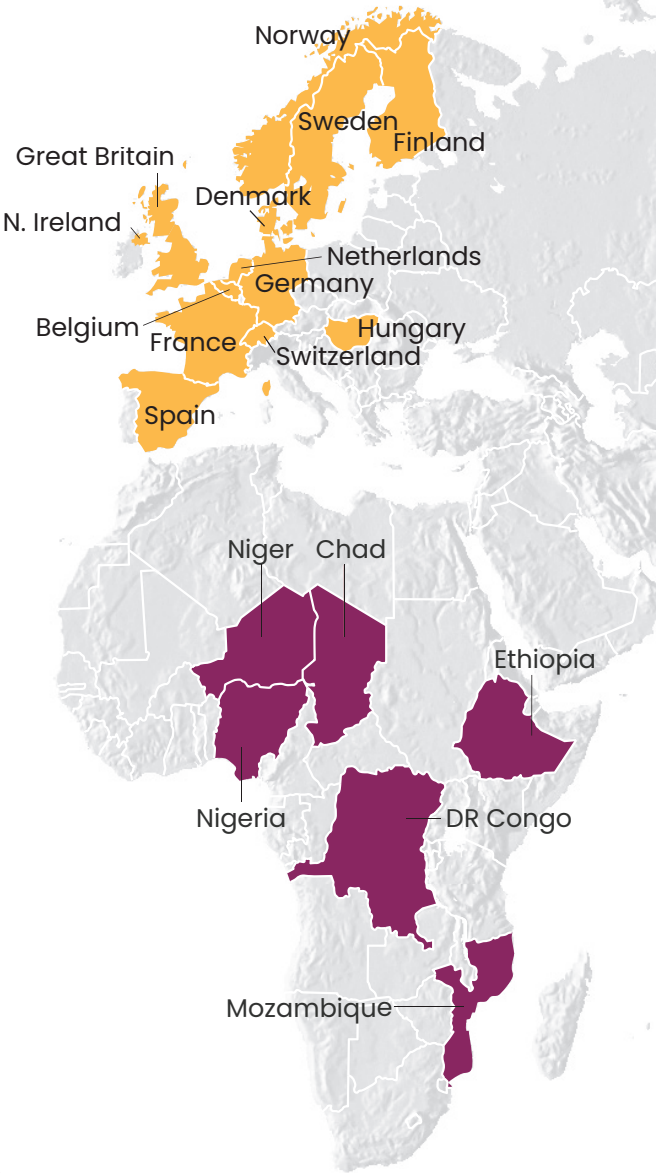 Norway
Sweden
Finland
Great Britain
Denmark
N. Ireland
Netherlands
Germany
Belgium
France
Hungary
Switzerland
Spain
Niger
Chad
Ethiopia
Nigeria
DR Congo
Mozambique